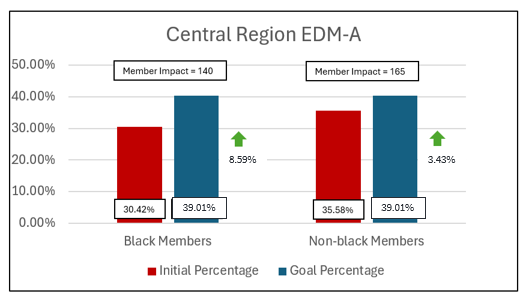 Central Region EDM-A
50.00%
40.00%
30.00%
20.00%
10.00%
0.00%
Member Impact = 140
Member Impact = 165
8.59%
3.43%
30.42%
39.01%
35.58%
39.01%
Black Members
Non-black Members
Initial Percentage
Goal Percentage